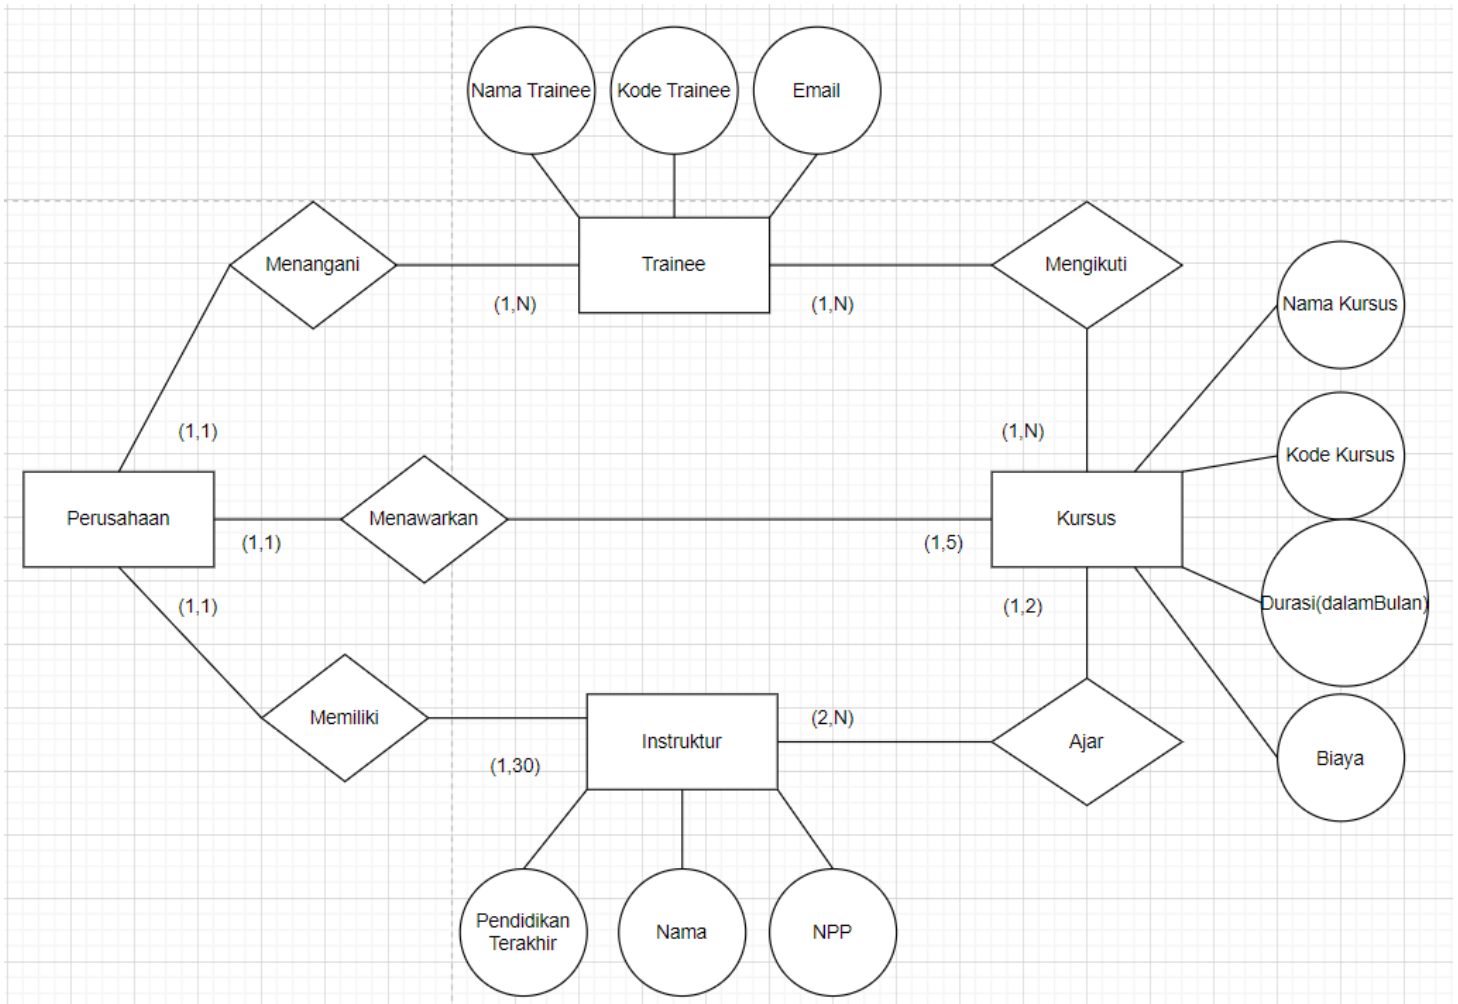 Nama Trainee
Kode Trainee
Email
Menangani
Trainee
Mengikuti
(1,N)
(1,N)
Nama Kursus
(1,1)
(1,N)
Kode Kursus
Perusahaan
Menawarkan
Kursus
(1,1)
(1,5)
(1,1)
(1,2)
Durasi(dalamBulan)
Memiliki
Instruktur
(2,N)
Ajar
Biaya
(1,30)
Pendidikan
Terakhir
Nama
NPP